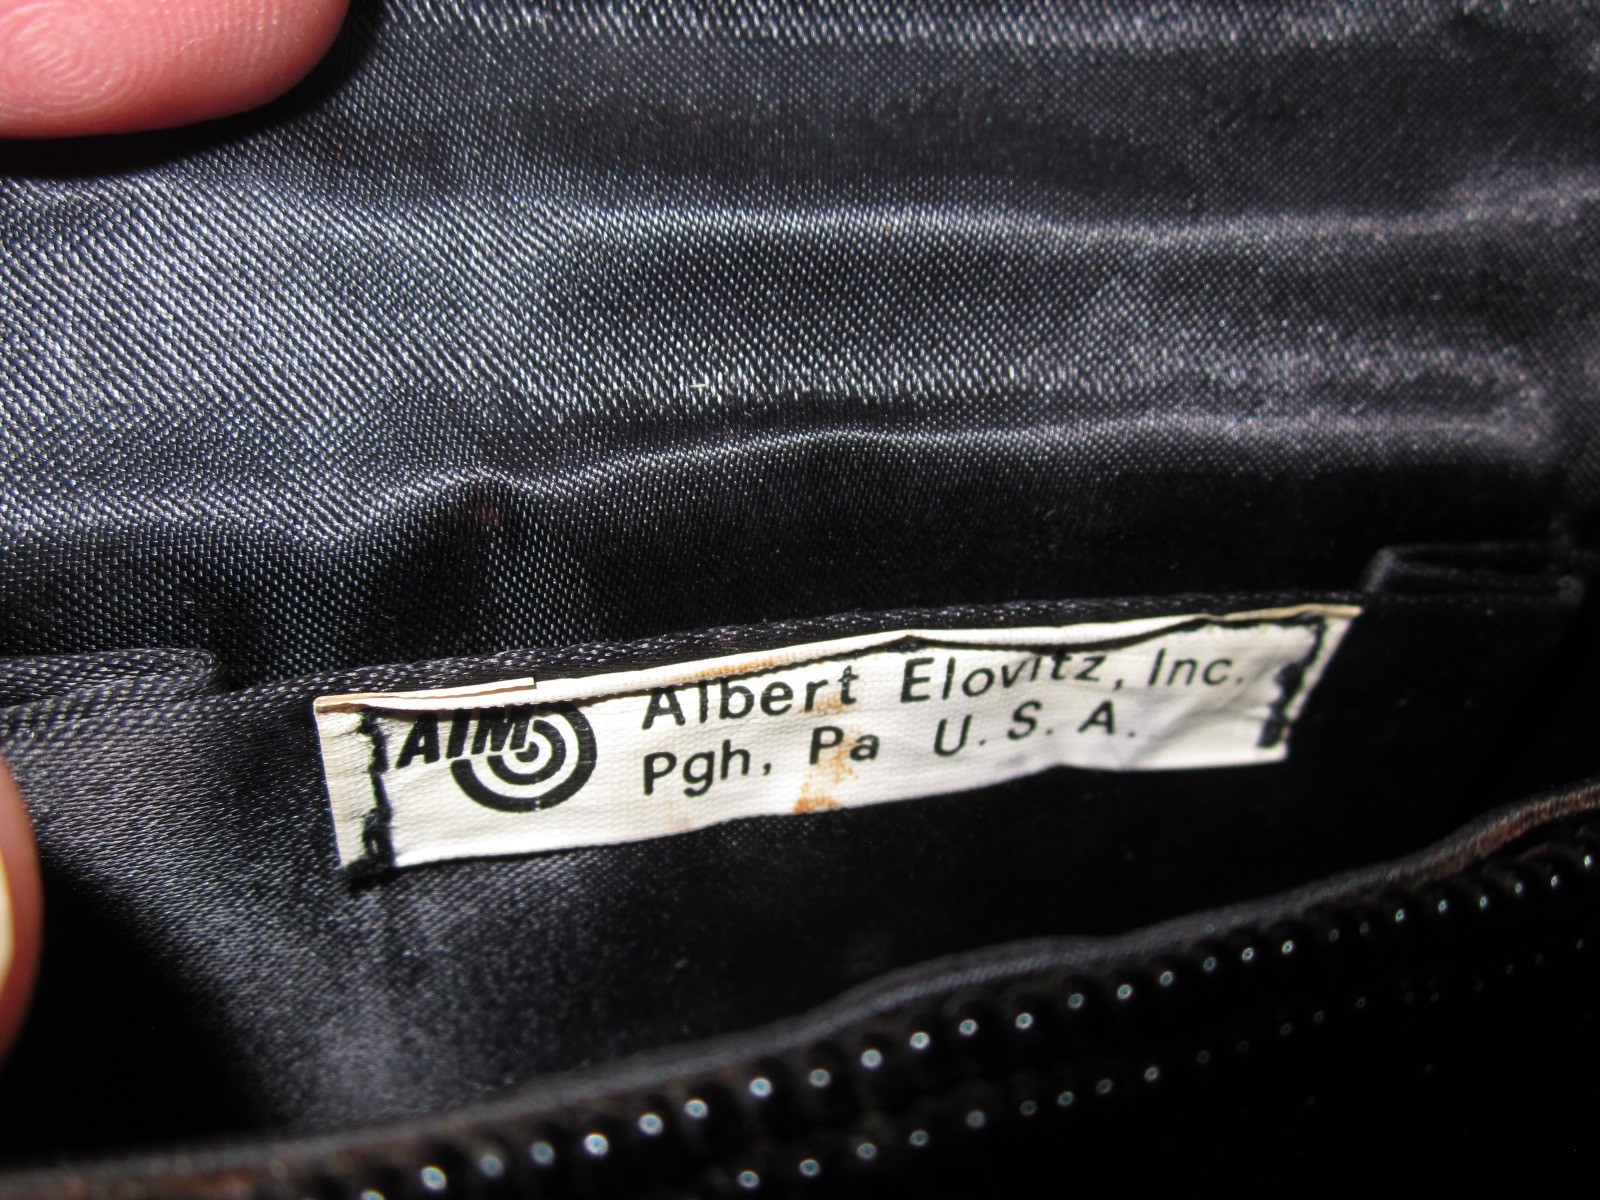 AIM
Albert Elovitz, Inc.
Pgh, Pa U.S.A.